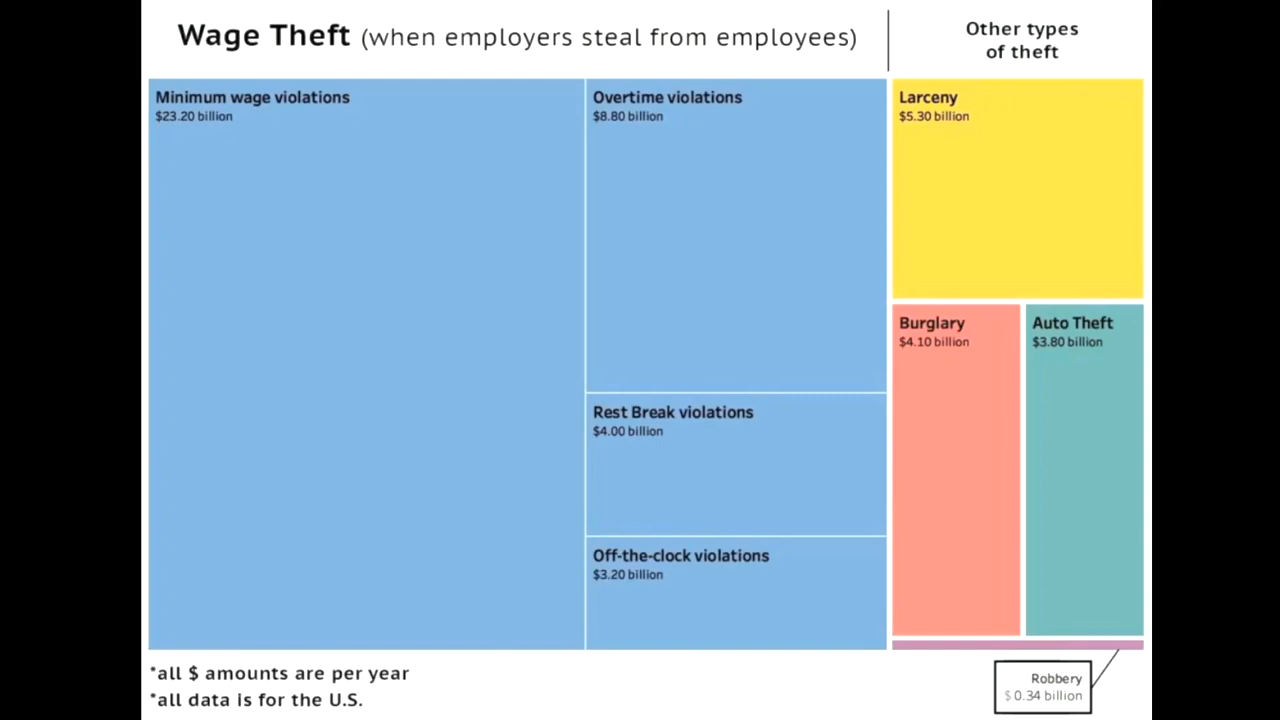 Wage Theft (when employers steal from employees)
Other types
of theft
Minimum wage violations
$23.20 billion
Overtime violations
$8.80 billion
Rest Break violations
$4.00 billion
Off-the-clock violations
$3.20 billion
Larceny
$5.30 billion
Burglary
$4.10 billion
Auto Theft
$3.80 billion
Robbery
$ 0.34 billion
*all $ amounts are per year
*all data is for the U.S.